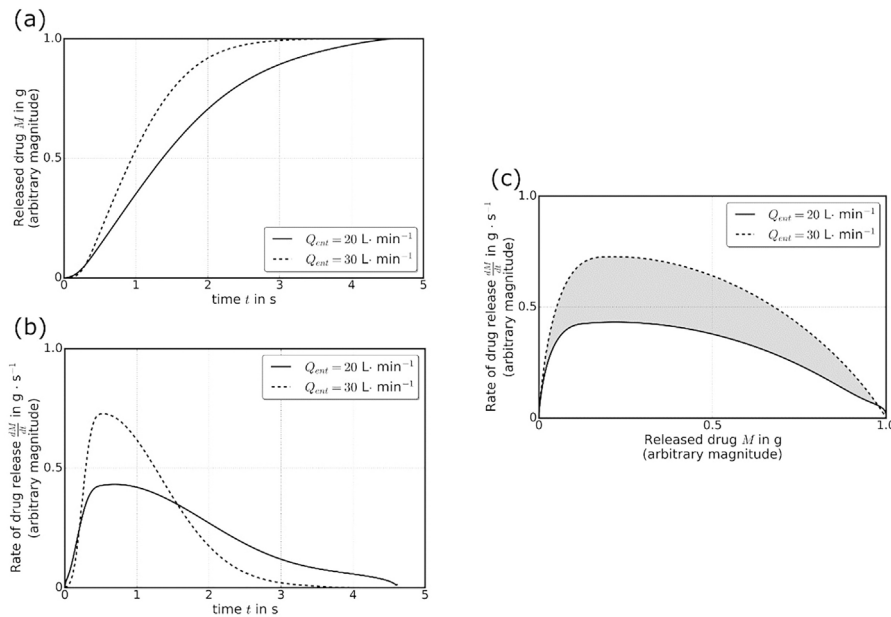 (a)
Released drug M in g
(arbitrary magnitude)
1.0
0.5
0
0 1 2 3 4 5
time t in s
Q_ent = 20 L· min⁻¹
Q_ent = 30 L· min⁻¹
(b)
Rate of drug release dM/dt in g · s⁻¹
(arbitrary magnitude)
1.0
0.5
0
0 1 2 3 4 5
time t in s
Q_ent = 20 L· min⁻¹
Q_ent = 30 L· min⁻¹
(c)
Rate of drug release dM/dt in g · s⁻¹
(arbitrary magnitude)
1.0
0.5
0
0 0.5 1.0
Released drug M in g
(arbitrary magnitude)
Q_ent = 20 L· min⁻¹
Q_ent = 30 L· min⁻¹